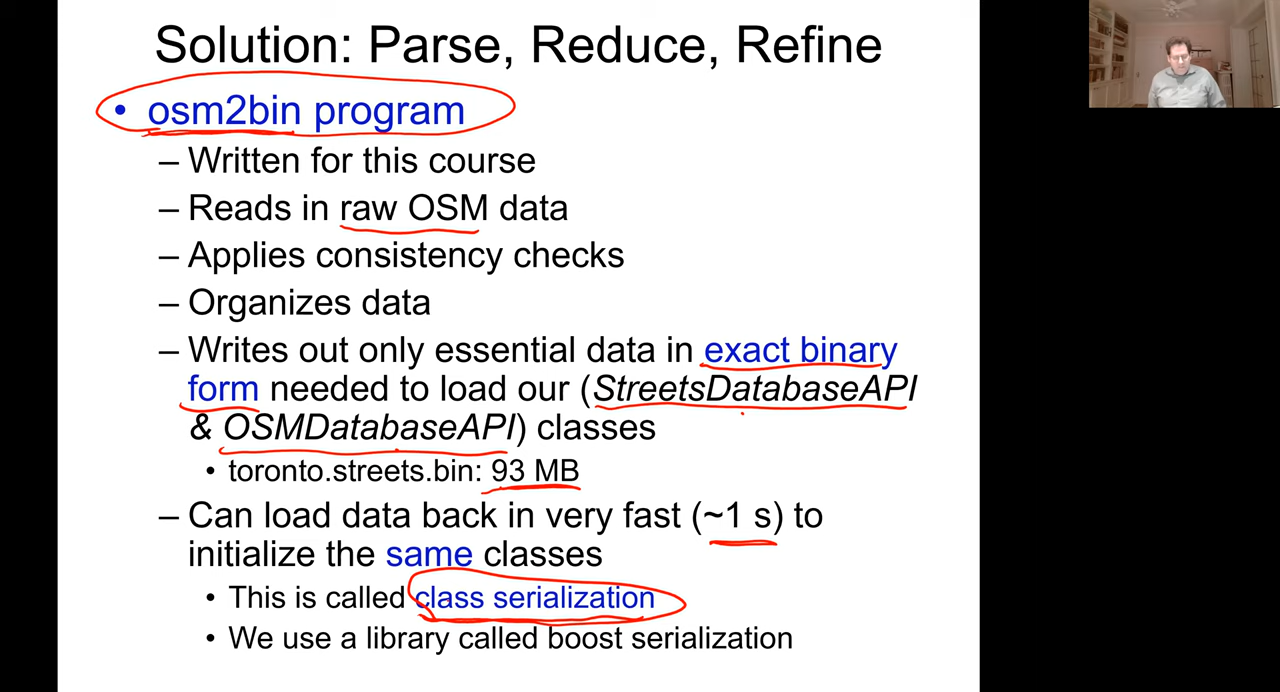 Solution: Parse, Reduce, Refine
• osm2bin program
– Written for this course
– Reads in raw OSM data
– Applies consistency checks
– Organizes data
– Writes out only essential data in exact binary
form needed to load our (StreetsDatabaseAPI
& OSMDatabaseAPI) classes
• toronto.streets.bin: 93 MB
– Can load data back in very fast (~1 s) to
initialize the same classes
• This is called class serialization
• We use a library called boost serialization